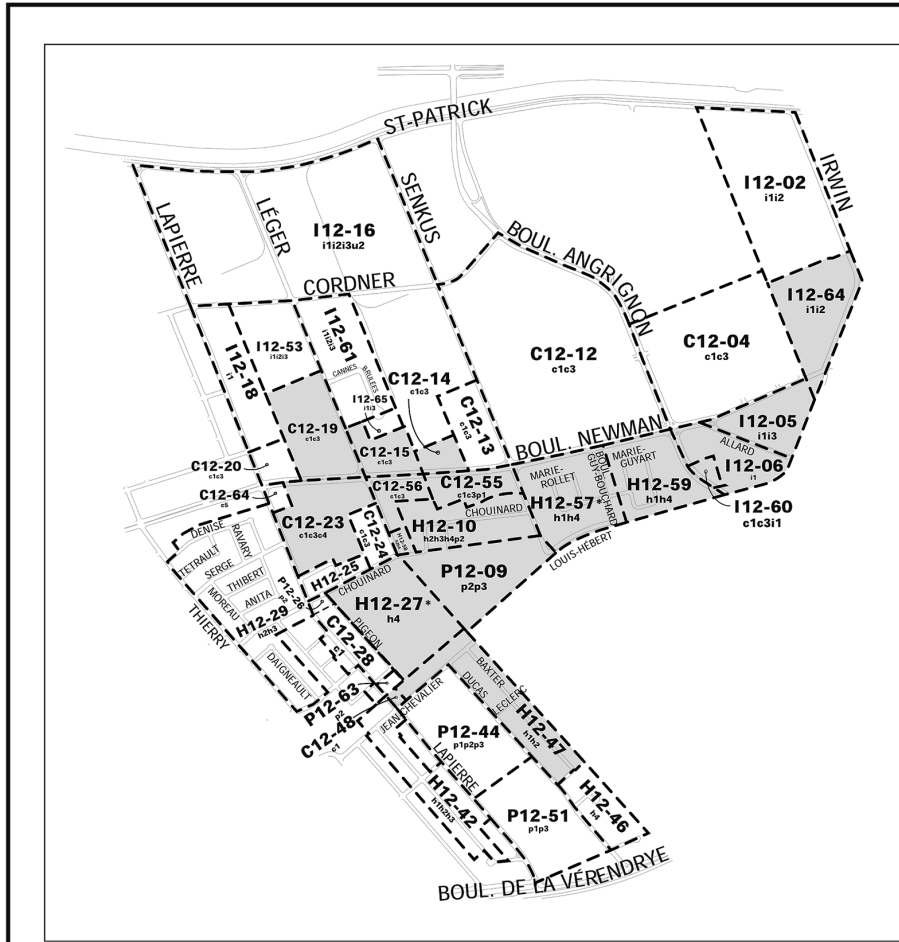 ST-PATRICK
I12-02
i1i2
IRWIN
LAPIERRE
LÉGER
SENKUS
I12-16
i1i2i3u2
BOUL. ANGRIGNON
CORDNER
I12-64
i1i2
I12-61
i1i2i3
I12-53
i1i2i3
I12-18
i1
C12-04
c1c3
C12-12
c1c3
CANNES
BRULÉES
C12-14
c1c3
I12-65
i1i3
C12-13
c1c3
C12-19
c1c3
C12-15
c1c3
BOUL. NEWMAN
I12-05
i1i3
ALLARD
I12-06
i1
C12-20
c1c3
C12-64
c5
C12-56
c1c3
C12-55
c1c3p1
MARIE-
ROLLET
BOUL.
GUY-BOUCHARD
MARIE-
GUYART
H12-59
h1h4
H12-57*
h1h4
I12-60
c1c3i1
CHOUINARD
C12-23
c1c3c4
C12-24
c1c3
H12-10
h2h3h4p2
DENISE
RAVARY
TETRAULT
SERGE
THIBERT
MOREAU
ANITA
P12-26
p2
H12-25
CHOUINARD
P12-09
p2p3
LOUIS-HÉBERT
H12-27*
h4
THIERRY
H12-29
h2h3
PIGEON
C12-28
c1
DAIGNEAULT
P12-63
p2
C12-48
c1
JEAN CHEVALIER
BAXTER
DUCAS
LECLERC
H12-47
h1h2
P12-44
p1p2p3
LAPIERRE
H12-42
h1h2h3
P12-51
p1p3
H12-46
h4
BOUL. DE LA VÉRENDRYE